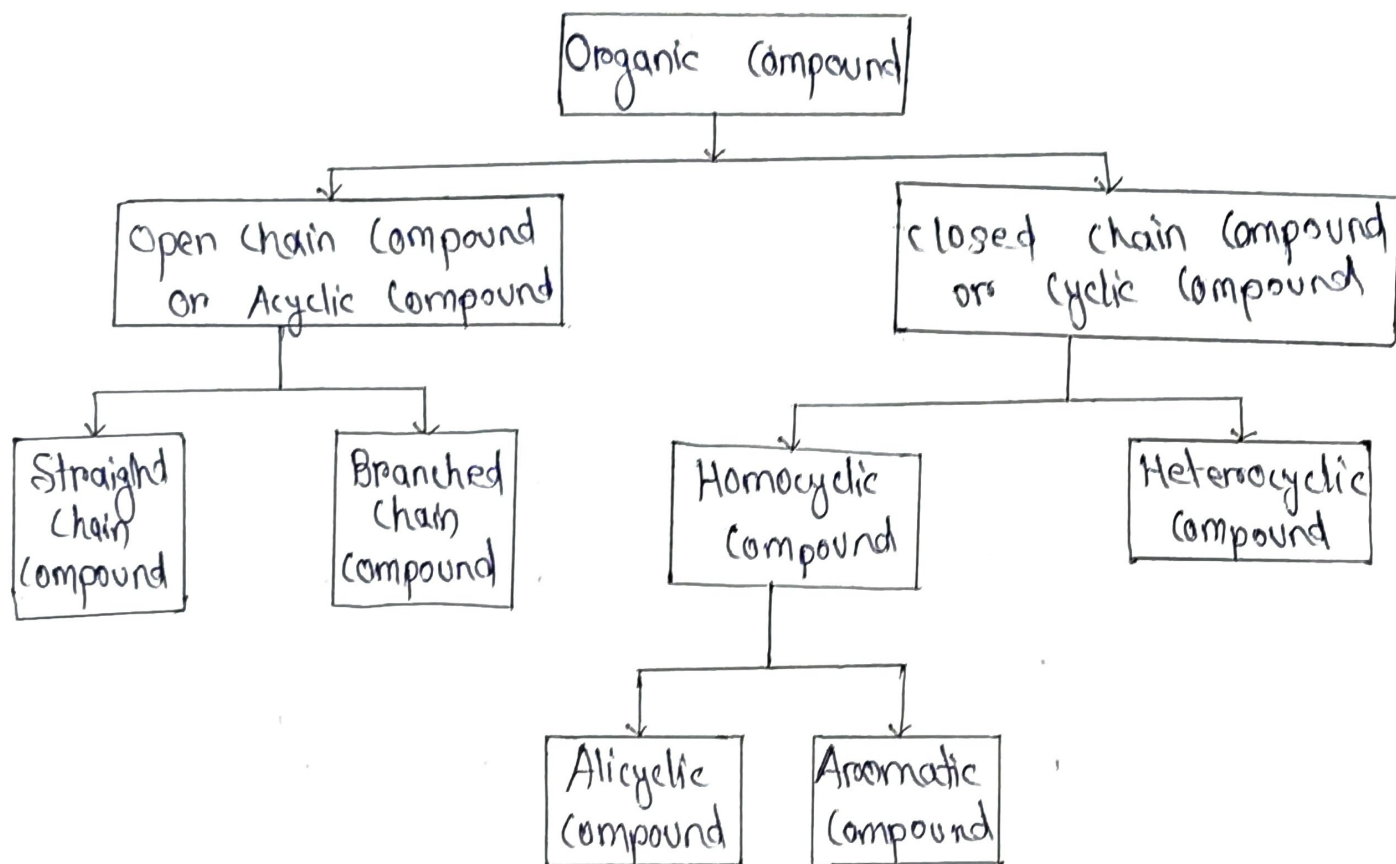 Organic Compound
Open Chain Compound
or Acyclic Compound
closed chain Compound
or cyclic Compound
Straight
Chain
Compound
Branched
Chain
Compound
Homocyclic
Compound
Heterocyclic
Compound
Alicyclic
Compound
Aromatic
Compound